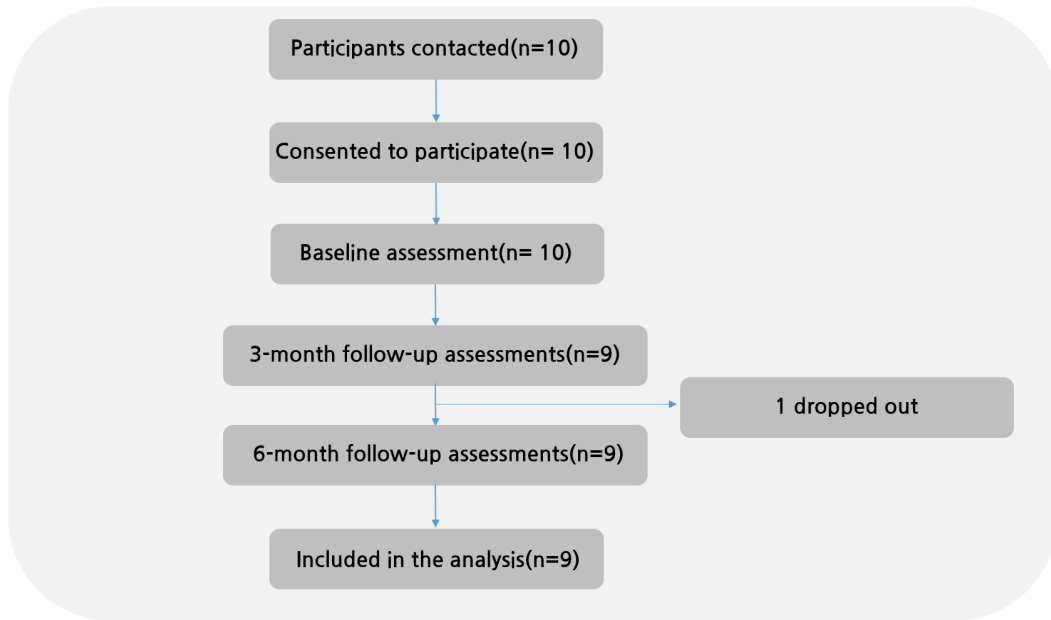 Participants contacted(n=10)
Consented to participate(n= 10)
Baseline assessment(n= 10)
3-month follow-up assessments(n=9)
1 dropped out
6-month follow-up assessments(n=9)
Included in the analysis(n=9)